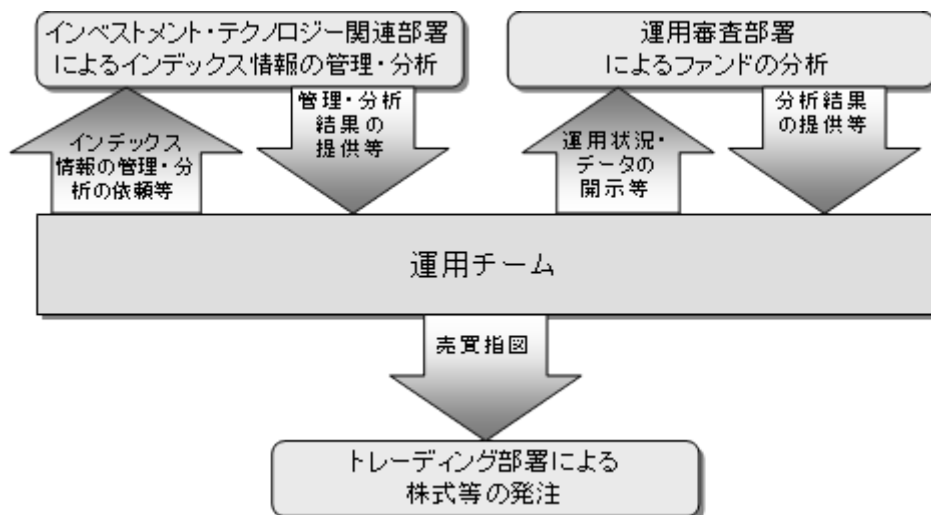 インベストメント・テクノロジー関連部署
によるインデックス情報の管理・分析
運用審査部署
によるファンドの分析
インデックス
情報の管理・分
析の依頼等
管理・分析
結果の
提供等
運用状況・
データの
開示等
分析結果
の提供等
運用チーム
売買指図
トレーディング部署による
株式等の発注